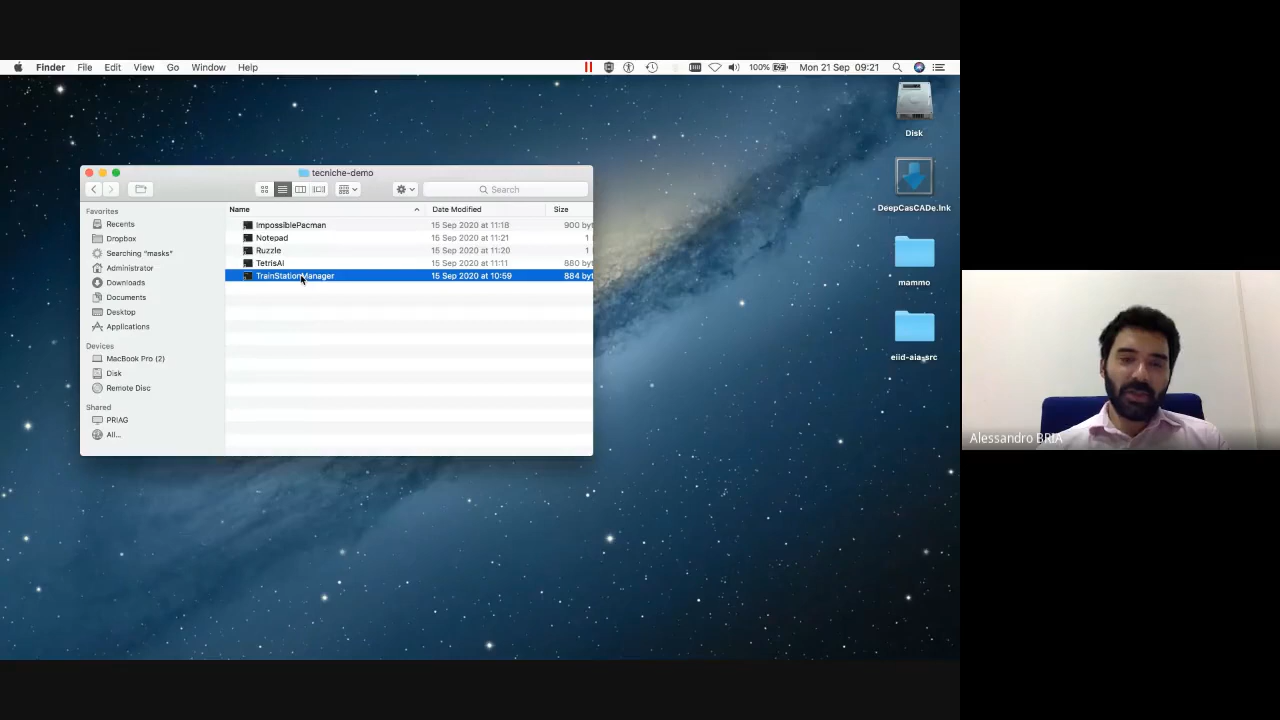 Finder File Edit View Go Window Help 100% Mon 21 Sep 09:21
tecniche-demo
Search
Name Date Modified Size
ImpossiblePacman 15 Sep 2020 at 11:18 900 byt
Notepad 15 Sep 2020 at 11:21 1
Ruzzle 15 Sep 2020 at 11:20 1
TetrisAI 15 Sep 2020 at 11:11 880 byt
TrainStationManager 15 Sep 2020 at 10:59 884 byt
Favorites
Recents
Dropbox
Searching “masks”
Administrator
Downloads
Documents
Desktop
Applications
Devices
MacBook Pro (2)
Disk
Remote Disc
Shared
PRIAG
All...
Disk
DeepCasCADe.lnk
mammo
eiid-aia-src
Alessandro BRIA